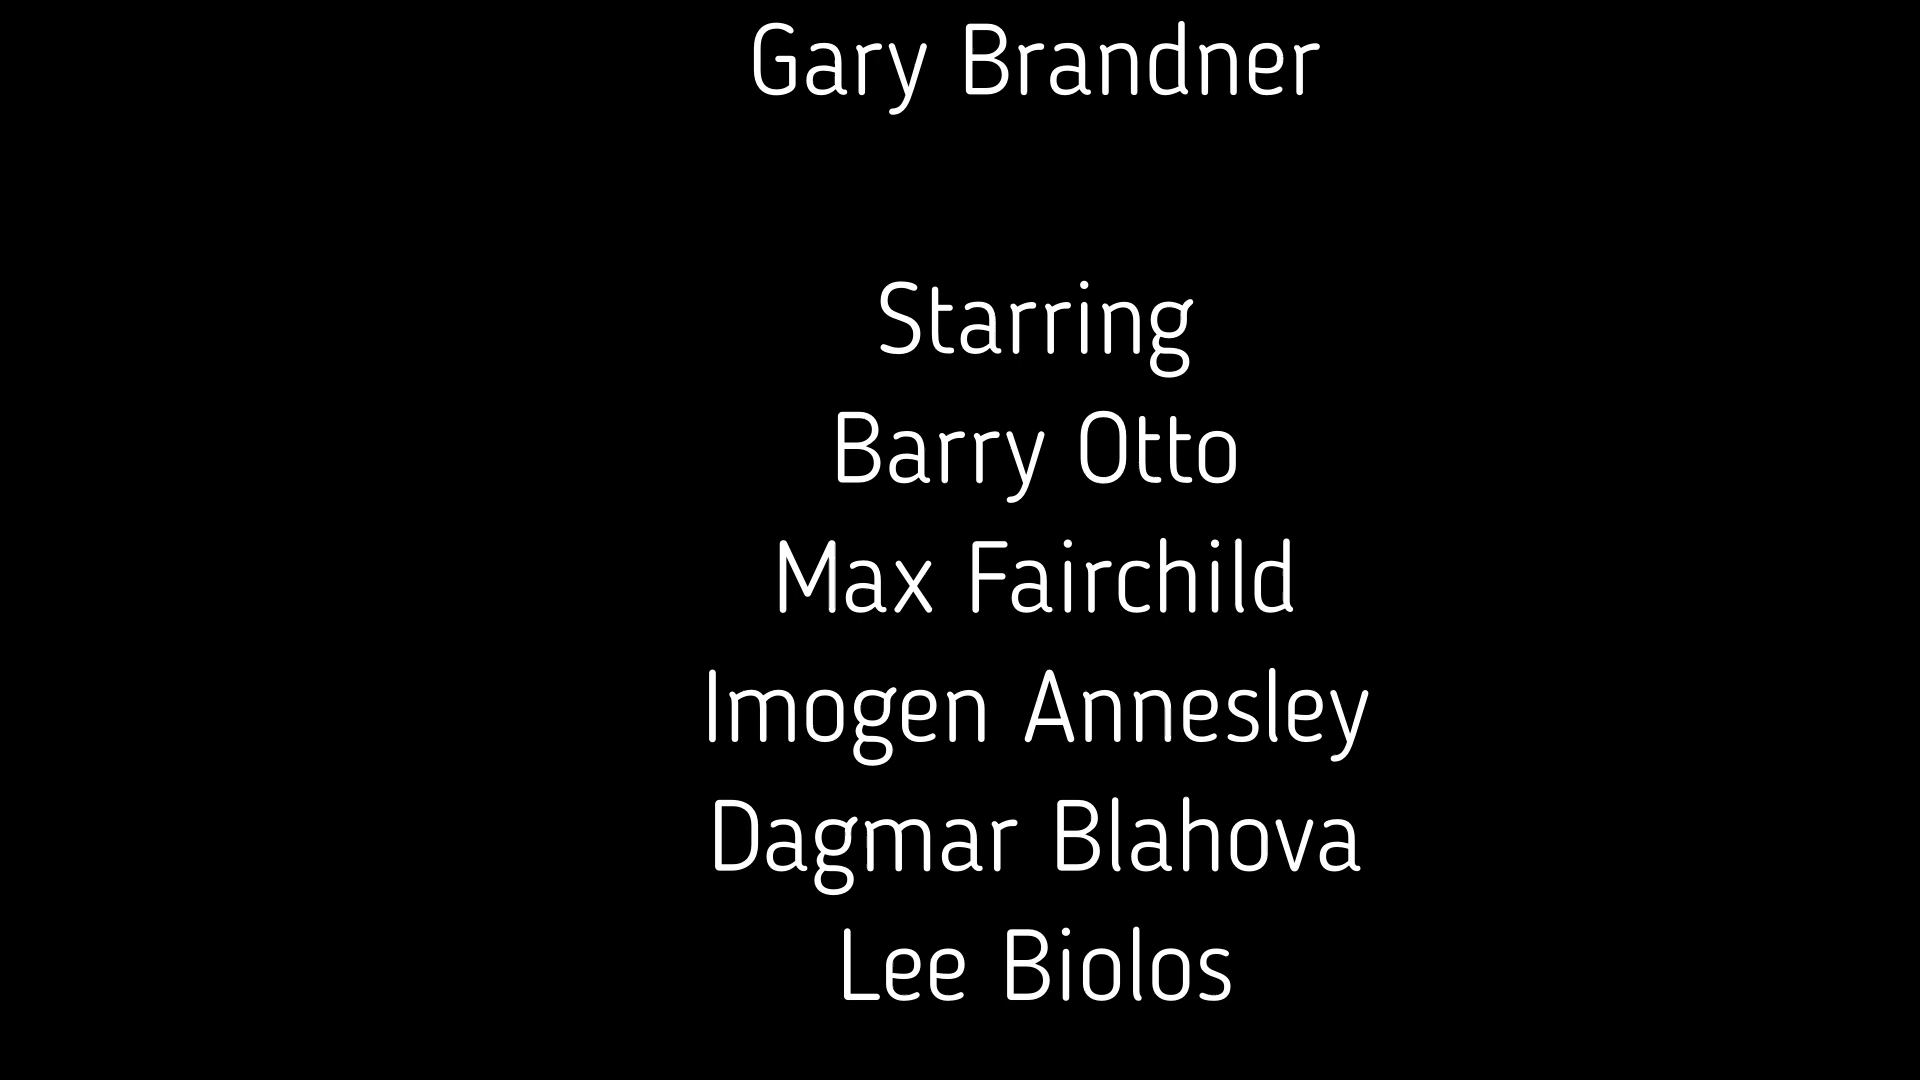 Gary Brandner
Starring
Barry Otto
Max Fairchild
Imogen Annesley
Dagmar Blahova
Lee Biolos